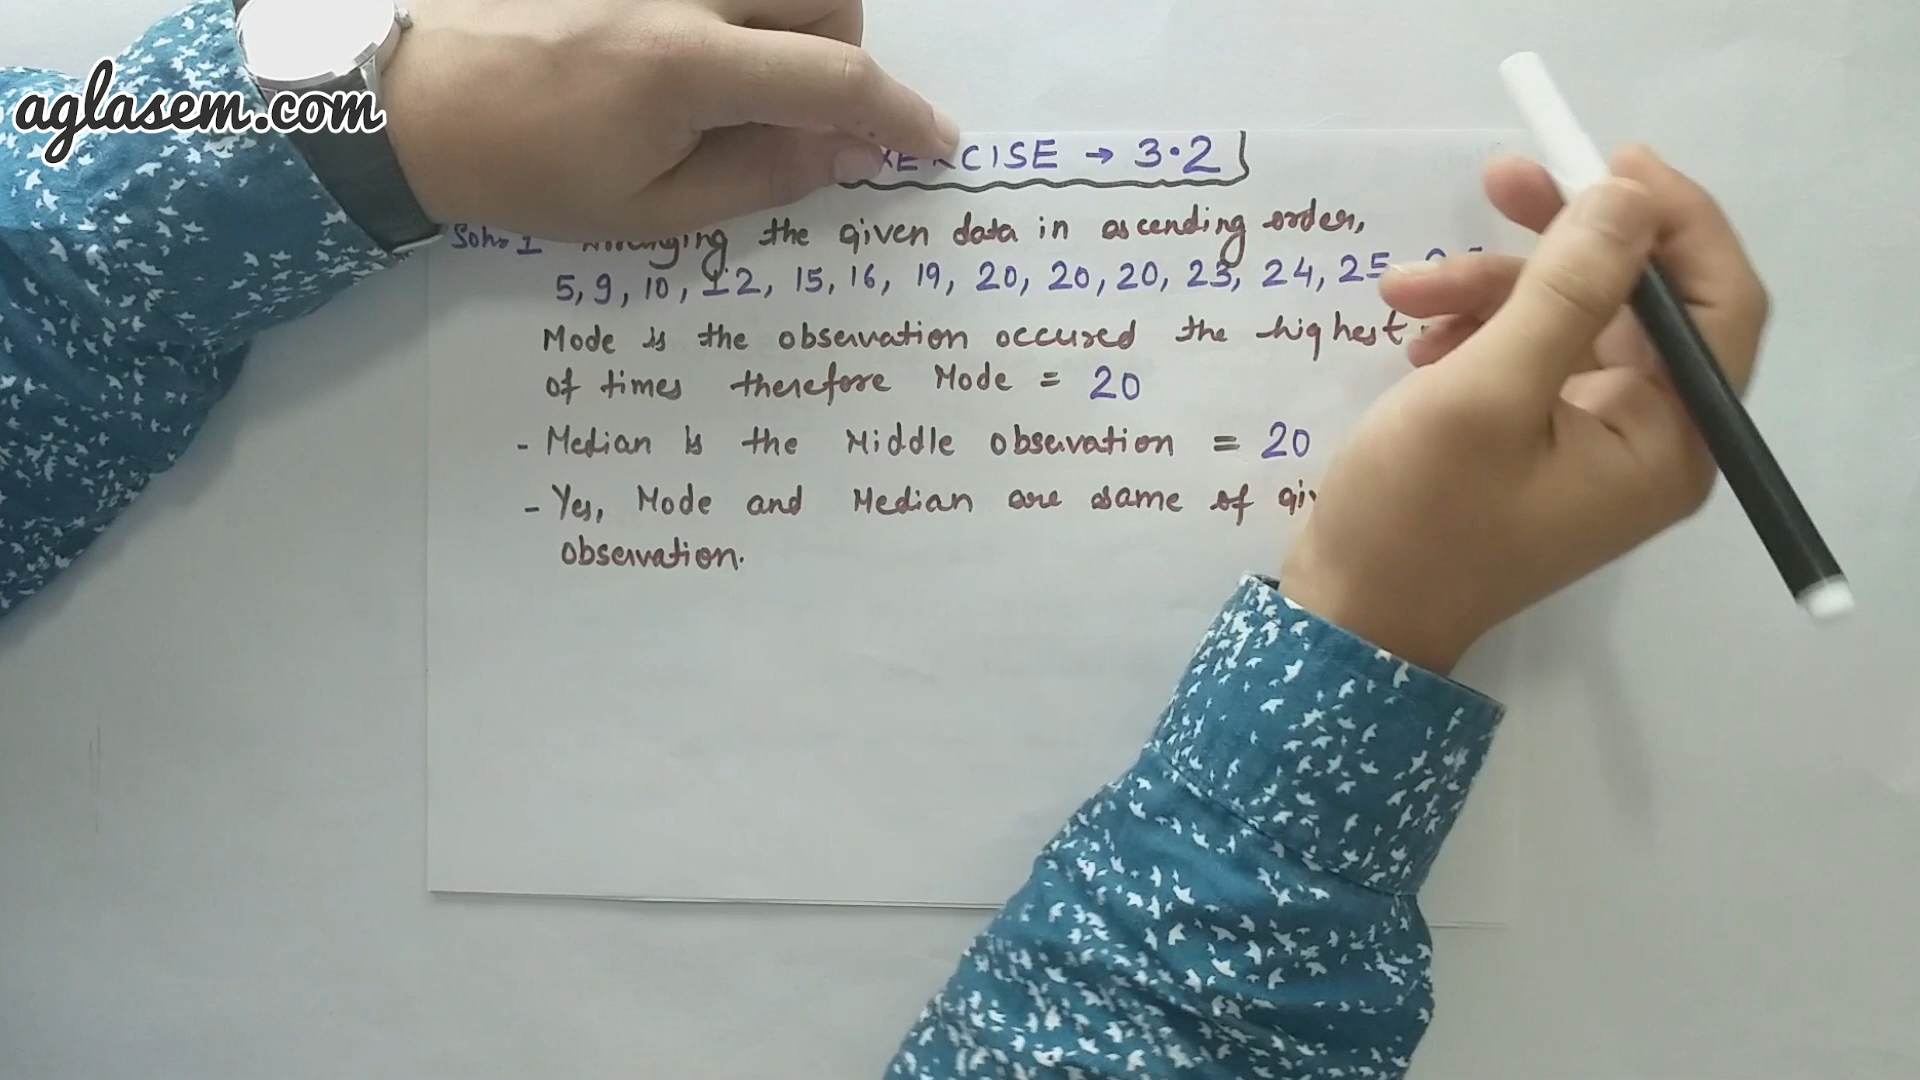 aglasem.com
EXERCISE → 3.2
Soln 1 Arranging the given data in ascending order,
5, 9, 10, 12, 15, 16, 19, 20, 20, 20, 23, 24, 25
Mode is the observation occured the highest
of times therefore Mode = 20
- Median is the Middle observation = 20
- Yes, Mode and Median are same of
observation.